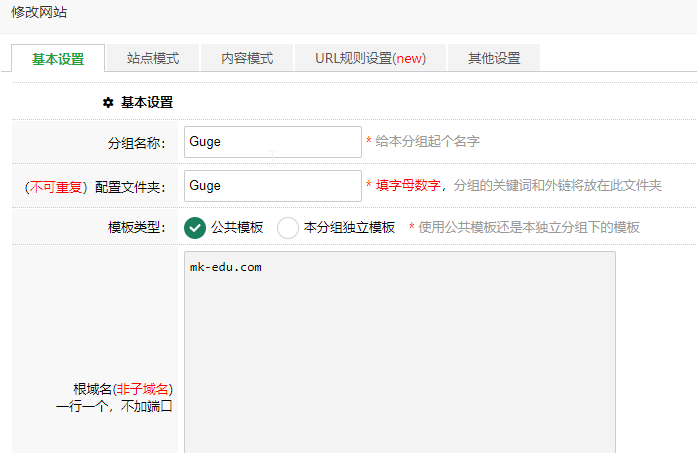 修改网站
基本设置 站点模式 内容模式 URL规则设置(new) 其他设置
基本设置
分组名称： Guge * 给本分组起个名字
（不可重复）配置文件夹： Guge * 填字母数字，分组的关键词和外链将放在此文件夹
模板类型： 公共模板 本分组独立模板 * 使用公共模板还是本独立分组下的模板
mk-edu.com
根域名(非子域名)
一行一个，不加端口